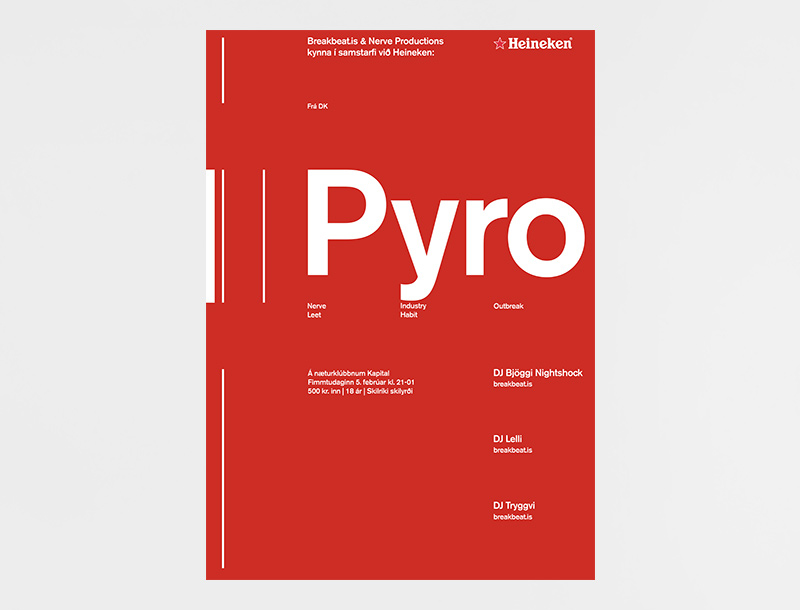 Breakbeat.is & Nerve Productions
kynna í samstarfi við Heineken:
Heineken
Frá DK
Pyro
Nerve
Leet
Industry
Habit
Outbreak
Á næturklúbbnum Kapital
Fimmtudaginn 5. febrúar kl. 21-01
500 kr. inn | 18 ár | Skilríki skilyrði
DJ Björggi Nightshock
breakbeat.is
DJ Lelli
breakbeat.is
DJ Tryggvi
breakbeat.is